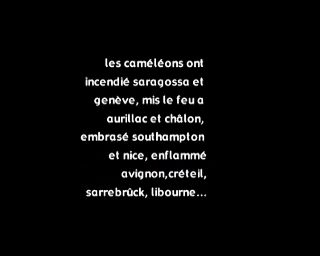 les caméléons ont
incendié saragossa et
genève, mis le feu a
aurillac et châlon,
embrasé southampton
et nice, enflammé
avignon,créteil,
sarrebrûck, libourne...